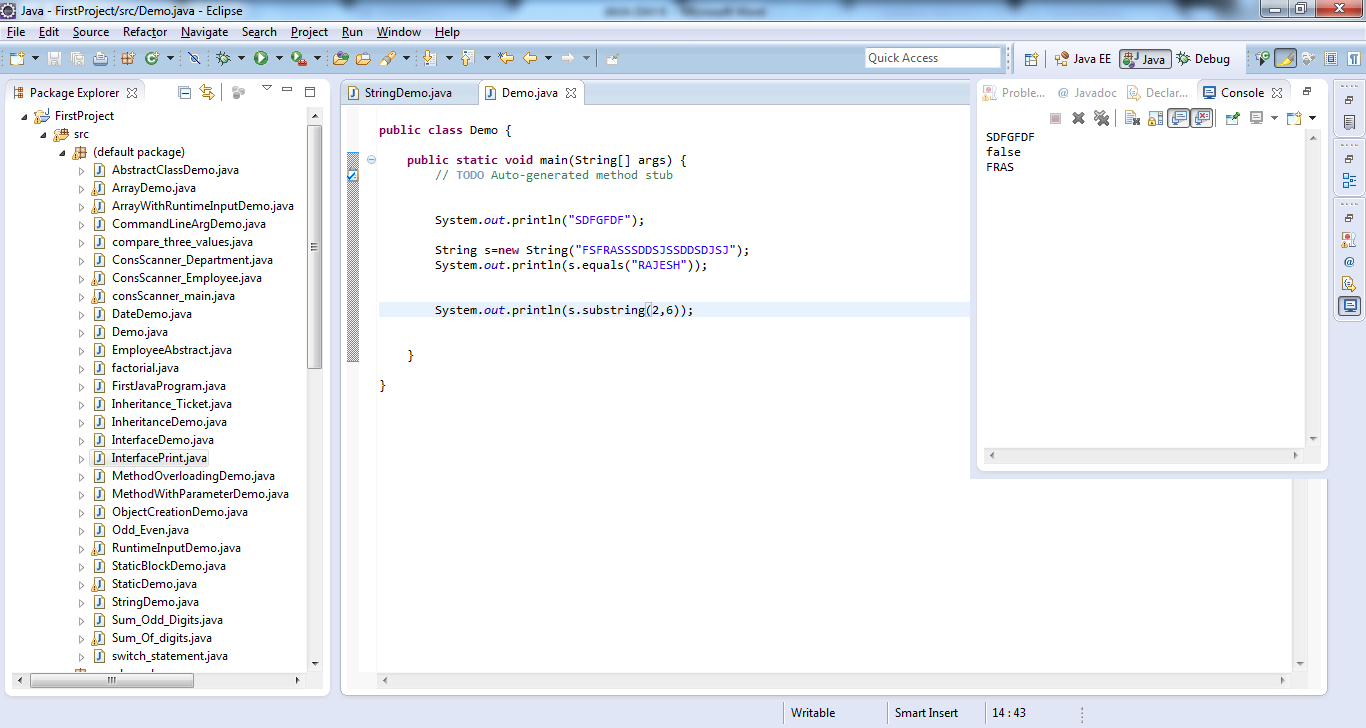 Java - FirstProject/src/Demo.java - Eclipse
File Edit Source Refactor Navigate Search Project Run Window Help
Quick Access
Java EE Java Debug
Package Explorer
FirstProject
src
(default package)
AbstractClassDemo.java
ArrayDemo.java
ArrayWithRuntimeInputDemo.java
CommandLineArgDemo.java
compare_three_values.java
ConsScanner_Department.java
ConsScanner_Employee.java
consScanner_main.java
DateDemo.java
Demo.java
EmployeeAbstract.java
factorial.java
FirstJavaProgram.java
Inheritance_Ticket.java
InheritanceDemo.java
InterfaceDemo.java
InterfacePrint.java
MethodOverloadingDemo.java
MethodWithParameterDemo.java
ObjectCreationDemo.java
Odd_Even.java
RuntimeInputDemo.java
StaticBlockDemo.java
StaticDemo.java
StringDemo.java
Sum_Odd_Digits.java
Sum_Of_digits.java
switch_statement.java
StringDemo.java Demo.java
public class Demo {
public static void main(String[] args) {
// TODO Auto-generated method stub
System.out.println("SDFGFDF");
String s=new String("FSFRASSSDDSJSSDDSDJSJ");
System.out.println(s.equals("RAJESH"));
System.out.println(s.substring(2,6));
}
}
Proble... Javadoc Declar... Console
SDFGFDF
false
FRAS
Writable Smart Insert 14 : 43